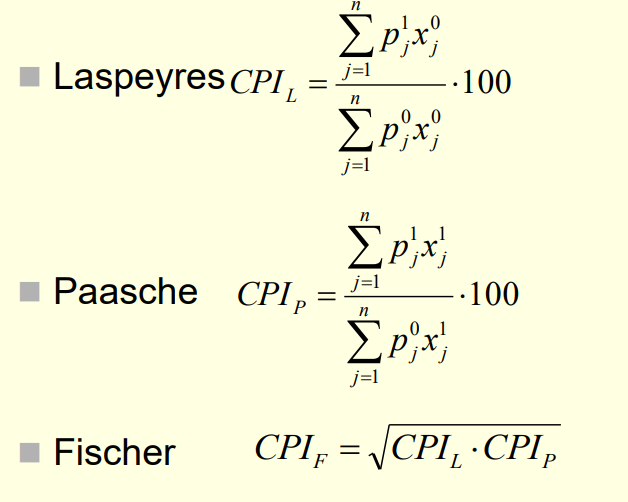 Laspeyres $CPI_L = \frac{\sum_{j=1}^{n} p_j^1 x_j^0}{\sum_{j=1}^{n} p_j^0 x_j^0} \cdot 100$
Paasche $CPI_P = \frac{\sum_{j=1}^{n} p_j^1 x_j^1}{\sum_{j=1}^{n} p_j^0 x_j^1} \cdot 100$
Fischer $CPI_F = \sqrt{CPI_L \cdot CPI_P}$